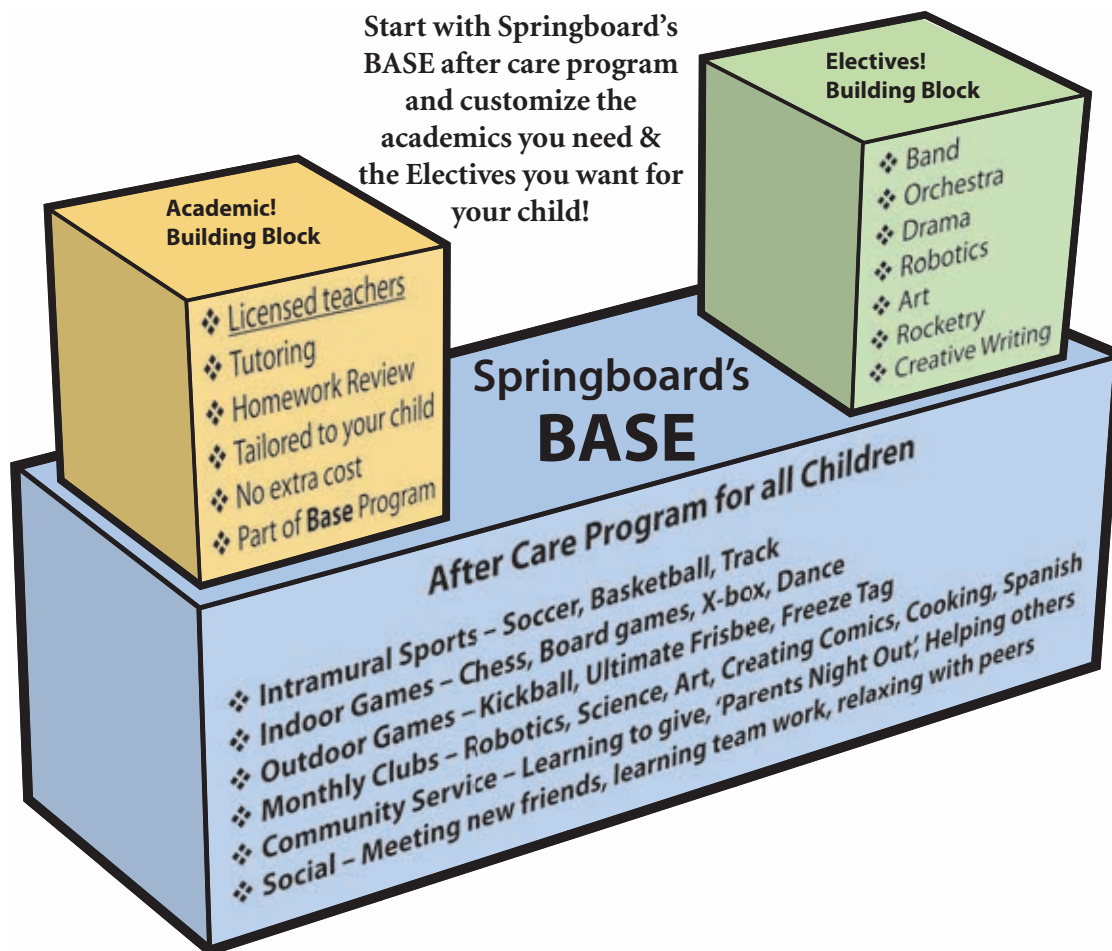 Start with Springboard's
BASE after care program
and customize the
academics you need &
the Electives you want for
your child!
Electives!
Building Block
❖ Band
❖ Orchestra
❖ Drama
❖ Robotics
❖ Art
❖ Rocketry
❖ Creative Writing
Academic!
Building Block
❖ Licensed teachers
❖ Tutoring
❖ Homework Review
❖ Tailored to your child
❖ No extra cost
❖ Part of Base Program
Springboard's
BASE
After Care Program for all Children
❖ Intramural Sports – Soccer, Basketball, Track
❖ Indoor Games – Chess, Board games, X-box, Dance
❖ Outdoor Games – Kickball, Ultimate Frisbee, Freeze Tag
❖ Monthly Clubs – Robotics, Science, Art, Creating Comics, Cooking, Spanish
❖ Community Service – Learning to give, ‘Parents Night Out’, Helping others
❖ Social – Meeting new friends, learning team work, relaxing with peers